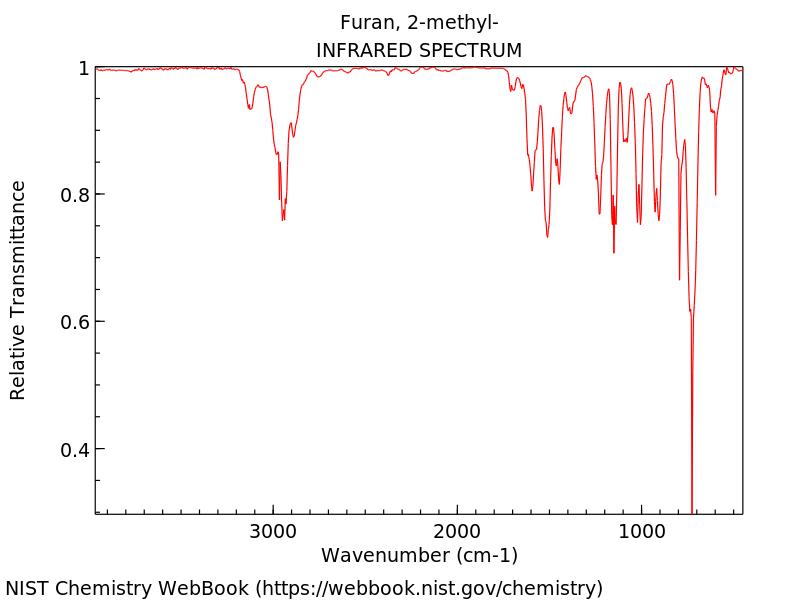 Furan, 2-methyl-
INFRARED SPECTRUM
1
0.8
0.6
0.4
Relative Transmittance
3000 2000 1000
Wavenumber (cm-1)
NIST Chemistry WebBook (https://webbook.nist.gov/chemistry)